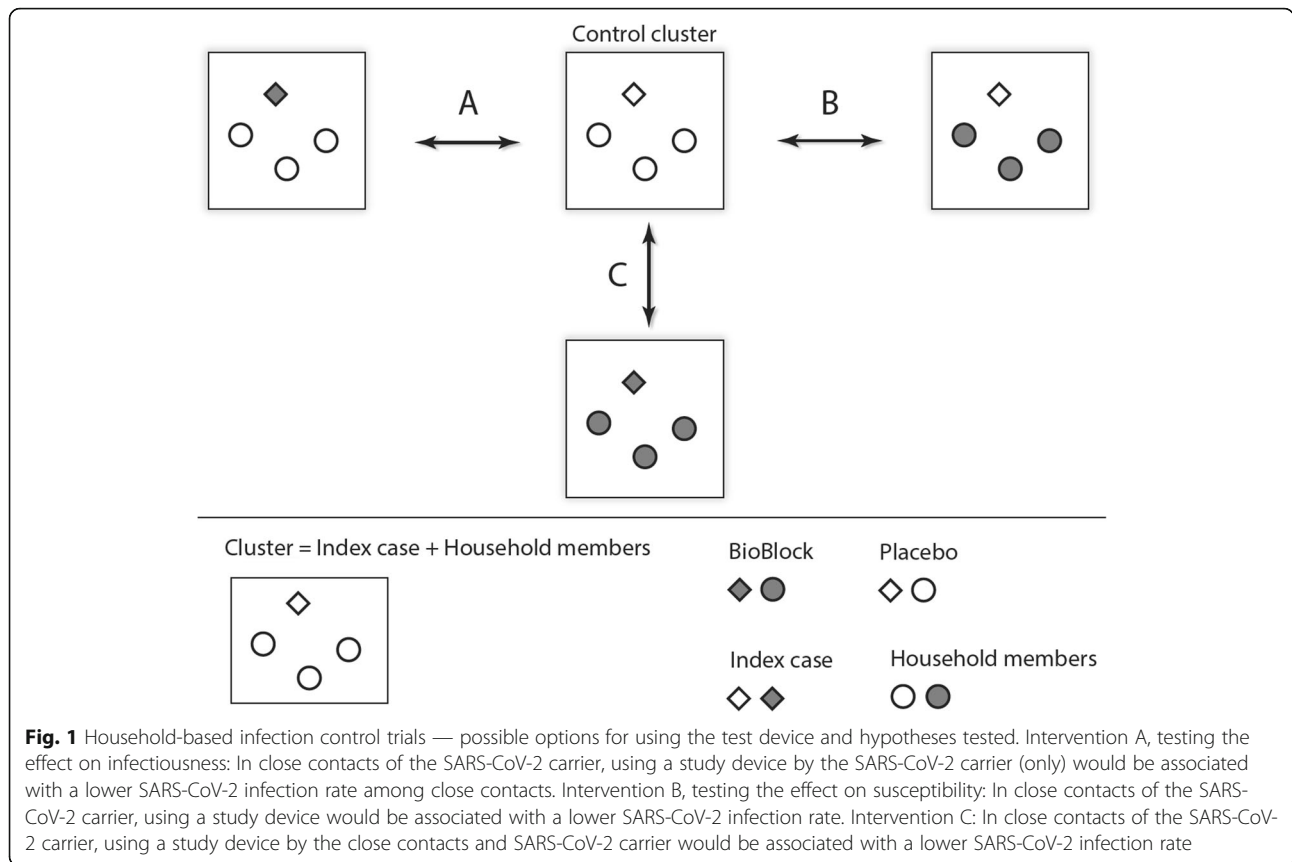 Control cluster
A
B
C
Cluster = Index case + Household members
BioBlock
Placebo
Index case
Household members
Fig. 1 Household-based infection control trials — possible options for using the test device and hypotheses tested. Intervention A, testing the
effect on infectiousness: In close contacts of the SARS-CoV-2 carrier, using a study device by the SARS-CoV-2 carrier (only) would be associated
with a lower SARS-CoV-2 infection rate among close contacts. Intervention B, testing the effect on susceptibility: In close contacts of the SARS-
CoV-2 carrier, using a study device would be associated with a lower SARS-CoV-2 infection rate. Intervention C: In close contacts of the SARS-CoV-
2 carrier, using a study device by the close contacts and SARS-CoV-2 carrier would be associated with a lower SARS-CoV-2 infection rate